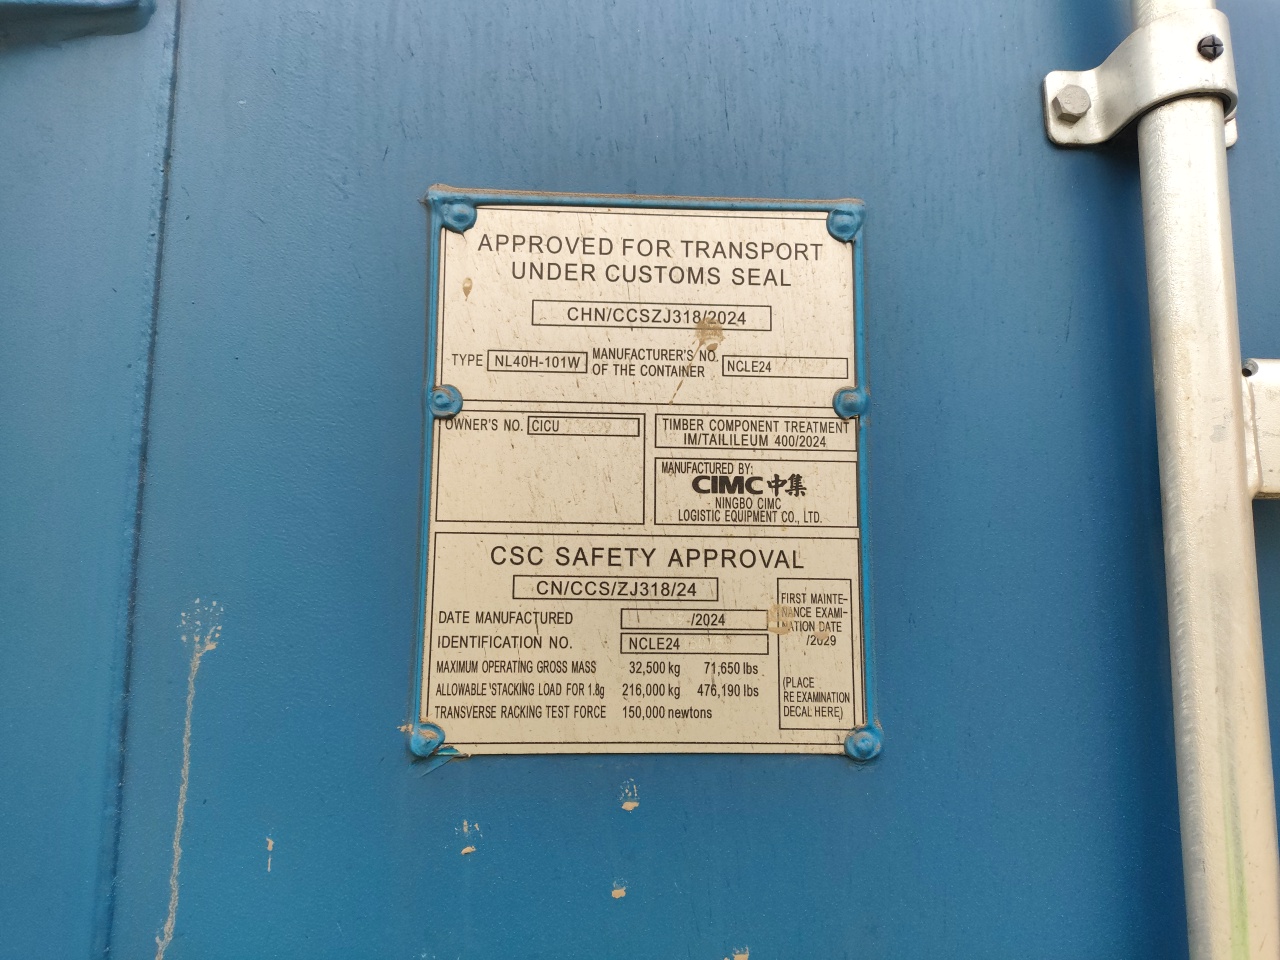 APPROVED FOR TRANSPORT
UNDER CUSTOMS SEAL
CHN/CCSZJ318/2024
TYPE NL40H-101W MANUFACTURER'S NO. OF THE CONTAINER NCLE24
OWNER'S NO. CICU
TIMBER COMPONENT TREATMENT
IM/TAILILEUM 400/2024
MANUFACTURED BY:
CIMC 中集
NINGBO CIMC
LOGISTIC EQUIPMENT CO., LTD.
CSC SAFETY APPROVAL
CN/CCS/ZJ318/24
DATE MANUFACTURED /2024
IDENTIFICATION NO. NCLE24
MAXIMUM OPERATING GROSS MASS 32,500 kg 71,650 lbs
ALLOWABLE STACKING LOAD FOR 1.8g 216,000 kg 476,190 lbs
TRANSVERSE RACKING TEST FORCE 150,000 newtons
FIRST MAINTE-
NANCE EXAMI-
NATION DATE
/2029
(PLACE
RE EXAMINATION
DECAL HERE)